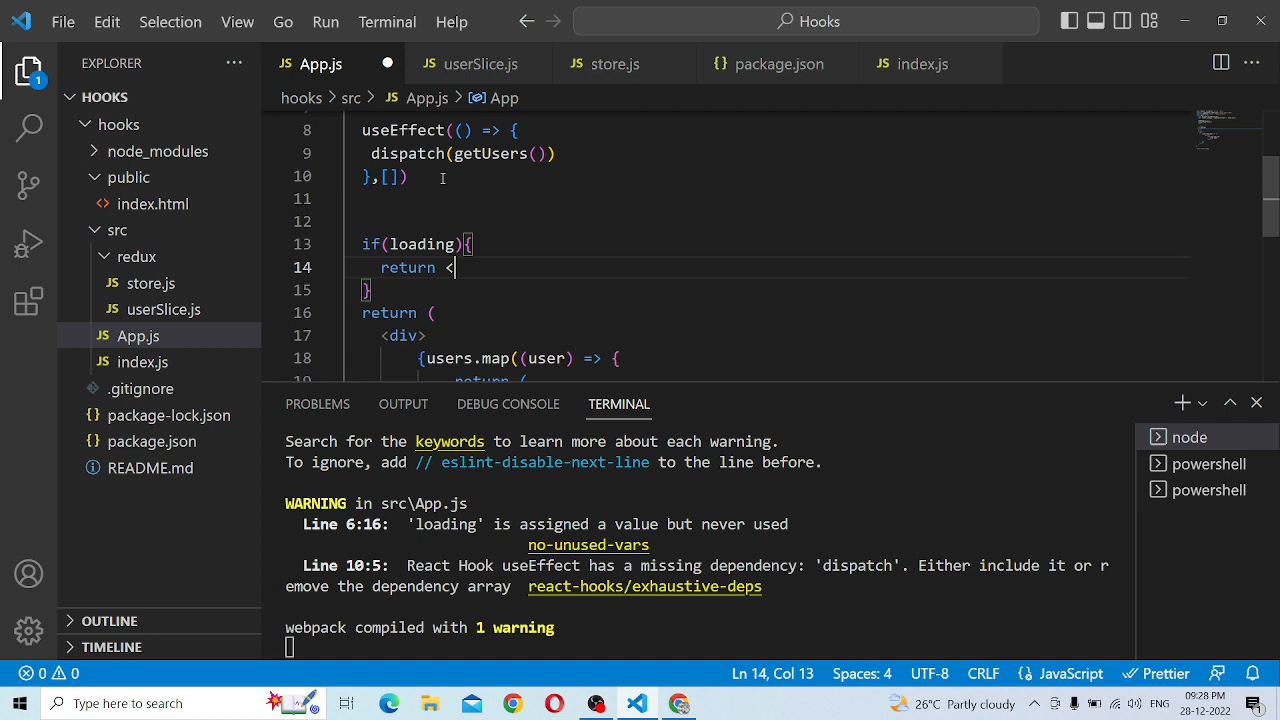 File Edit Selection View Go Run Terminal Help
Hooks
EXPLORER
HOOKS
hooks
node_modules
public
index.html
src
redux
store.js
userSlice.js
App.js
index.js
.gitignore
package-lock.json
package.json
README.md
OUTLINE
TIMELINE
JS App.js
JS userSlice.js
JS store.js
{} package.json
JS index.js
hooks > src > JS App.js > App
8 useEffect(() => {
9 dispatch(getUsers())
10 },[])
11
12
13 if(loading){
14 return <
15 }
16 return (
17 <div>
18 {users.map((user) => {
19 return (
PROBLEMS OUTPUT DEBUG CONSOLE TERMINAL
Search for the keywords to learn more about each warning.
To ignore, add // eslint-disable-next-line to the line before.
WARNING in src\App.js
Line 6:16: 'loading' is assigned a value but never used
no-unused-vars
Line 10:5: React Hook useEffect has a missing dependency: 'dispatch'. Either include it or r
emove the dependency array react-hooks/exhaustive-deps
webpack compiled with 1 warning
node
powershell
powershell
0 0 Ln 14, Col 13 Spaces: 4 UTF-8 CRLF {} JavaScript Prettier
Type here to search
26°C Partly cloudy ENG 09:28 PM
28-12-2022